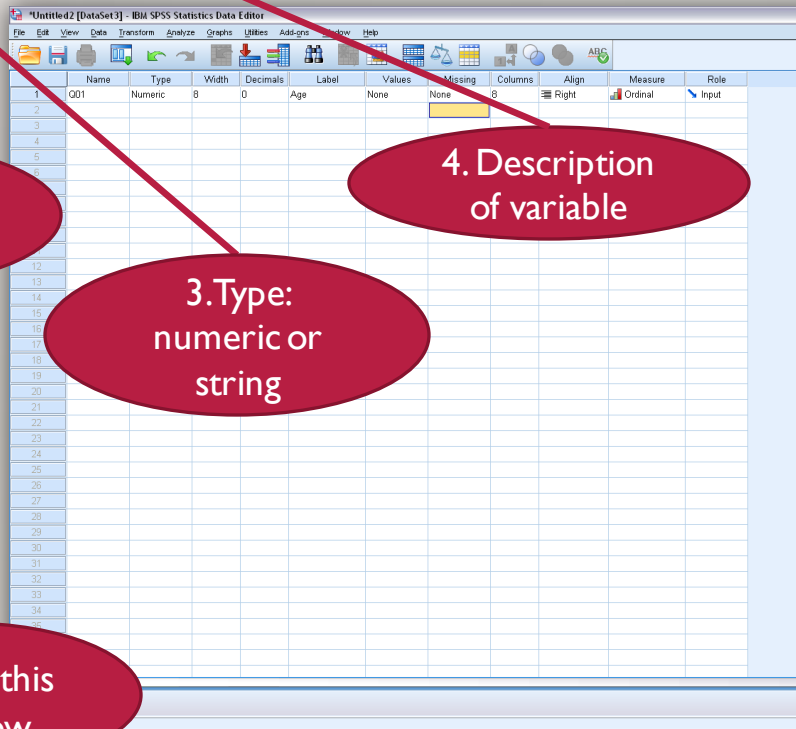 *Untitled2 [DataSet3] - IBM SPSS Statistics Data Editor
File Edit View Data Transform Analyze Graphs Utilities Add-ons Window Help
Name Type Width Decimals Label Values Missing Columns Align Measure Role
1 Q01 Numeric 8 0 Age None None 8 Right Ordinal Input
2
3
4
5
6
4. Description
of variable
12
13
14
15
16
17
18
19
20
21
22
23
24
25
26
27
28
29
30
31
32
33
34
35
3.Type:
numeric or
string
this